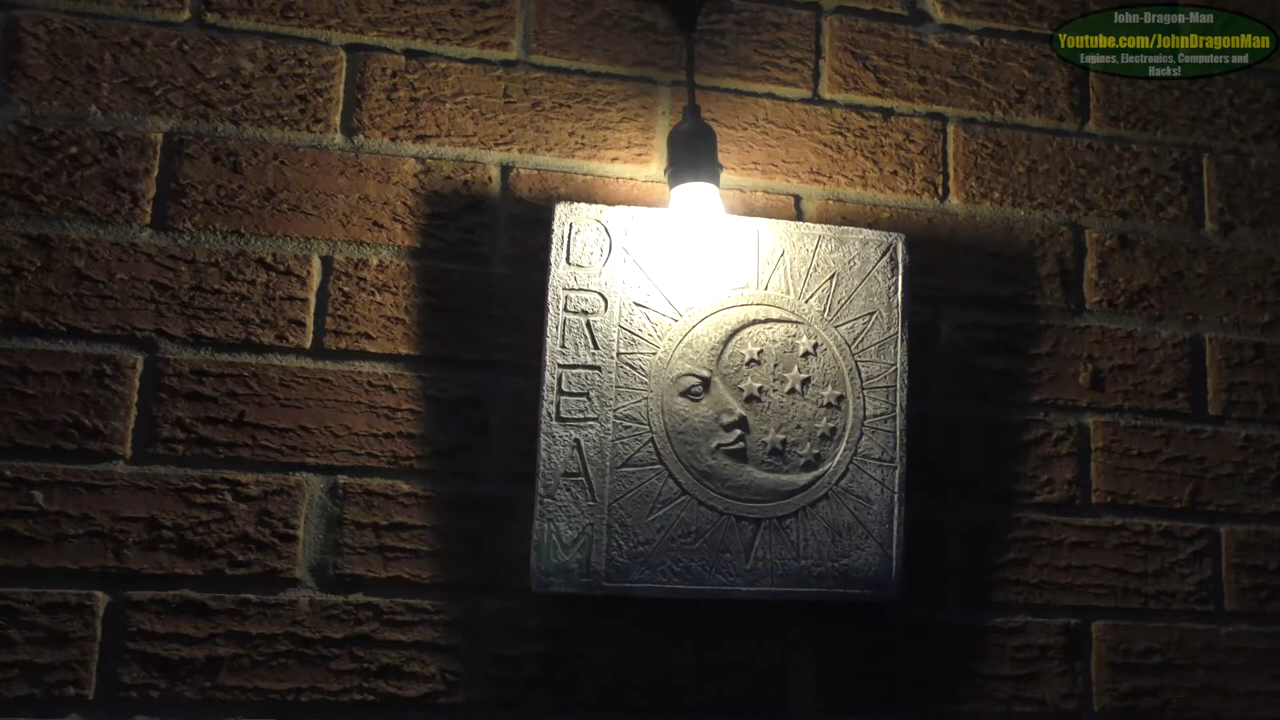 John-Dragon-Man
Youtube.com/JohnDragonMan
Engines, Electronics, Computers and
Hacks!
DREAM